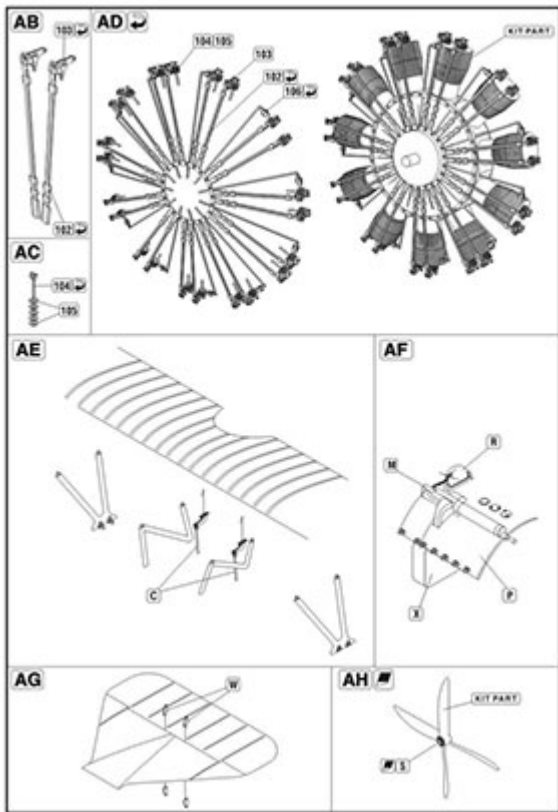 AB
103
102
AC
104
105
AD
104 105
103
102
106
KIT PART
AE
C
AF
R
M
P
X
AG
W
AH
KIT PART
S